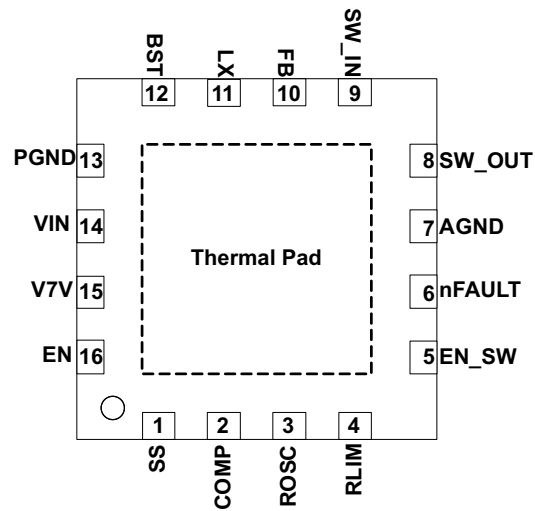 BST
LX
FB
SW_IN
12
11
10
9
PGND 13
8 SW_OUT
VIN 14
7 AGND
Thermal Pad
V7V 15
6 nFAULT
EN 16
5 EN_SW
1
2
3
4
SS
COMP
ROSC
RLIM